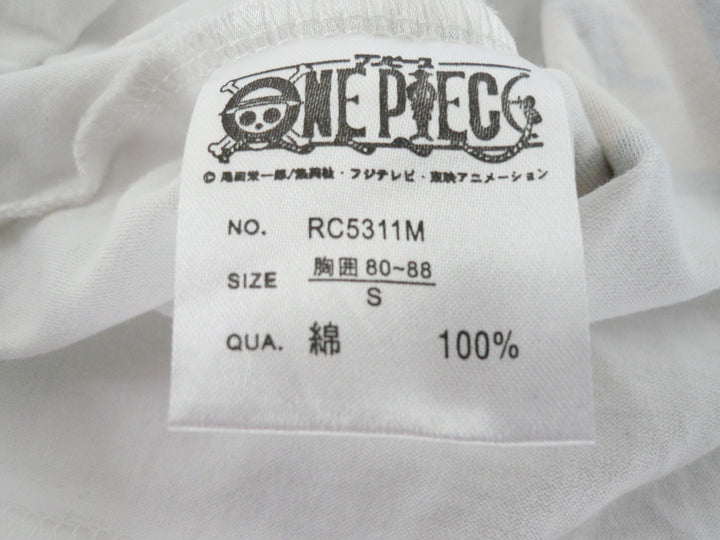 ワンピース
ONE PIECE
© 尾田栄一郎/集英社・フジテレビ・東映アニメーション
NO. RC5311M
SIZE 胸囲 80~88
S
QUA. 綿 100%